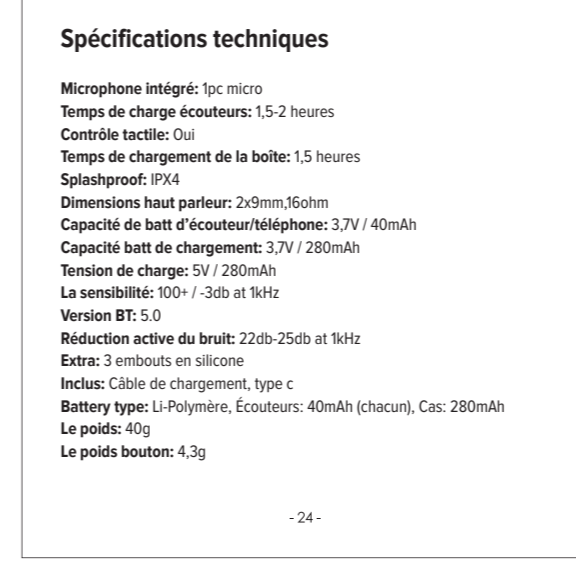 Spécifications techniques
Microphone intégré: 1pc micro
Temps de charge écouteurs: 1,5-2 heures
Contrôle tactile: Oui
Temps de chargement de la boîte: 1,5 heures
Splashproof: IPX4
Dimensions haut parleur: 2x9mm,16ohm
Capacité de batt d'écouteur/téléphone: 3,7V / 40mAh
Capacité batt de chargement: 3,7V / 280mAh
Tension de charge: 5V / 280mAh
La sensibilité: 100+ / -3db at 1kHz
Version BT: 5.0
Réduction active du bruit: 22db-25db at 1kHz
Extra: 3 embouts en silicone
Inclus: Câble de chargement, type c
Battery type: Li-Polymère, Écouteurs: 40mAh (chacun), Cas: 280mAh
Le poids: 40g
Le poids bouton: 4,3g
- 24 -